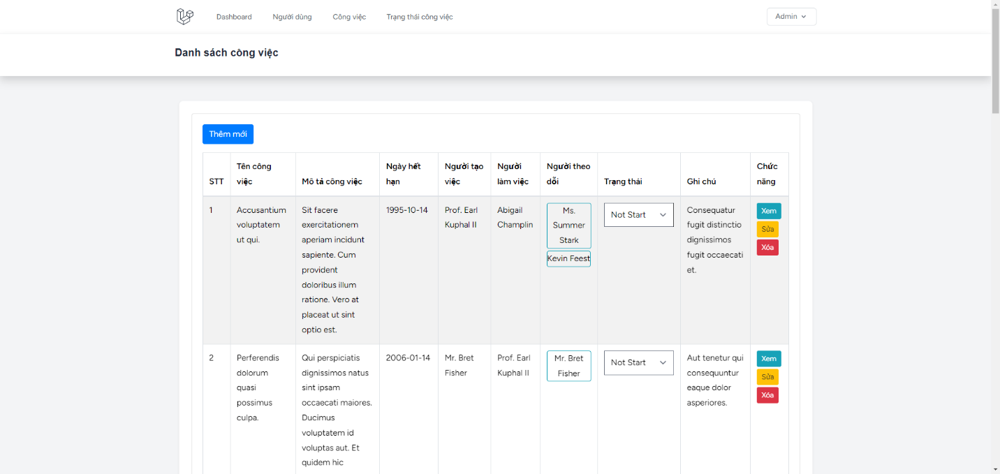 Dashboard
Người dùng
Công việc
Trạng thái công việc
Admin
Danh sách công việc
Thêm mới
STT
Tên công
việc
Mô tả công việc
Ngày hết
hạn
Người tạo
việc
Người
làm việc
Người theo
dõi
Trạng thái
Ghi chú
Chức
năng
1
Accusantium
voluptatem
ut qui.
Sit facere
exercitationem
aperiam incidunt
sapiente. Cum
provident
doloribus illum
ratione. Vero at
placeat ut sint
optio est.
1995-10-14
Prof. Earl
Kuphal II
Abigail
Champlin
Ms.
Summer
Stark
Kevin Feest
Not Start
Consequatur
fugit distinctio
dignissimos
fugit occaecati
et.
Xem
Sửa
Xóa
2
Perferendis
dolorum
quasi
possimus
culpa.
Qui perspiciatis
dignissimos natus
sint ipsam
occaecati maiores.
Ducimus
voluptatem id
voluptas aut. Et
quidem hic
2006-01-14
Mr. Bret
Fisher
Prof. Earl
Kuphal II
Mr. Bret
Fisher
Not Start
Aut tenetur qui
consequuntur
eaque dolor
asperiores.
Xem
Sửa
Xóa